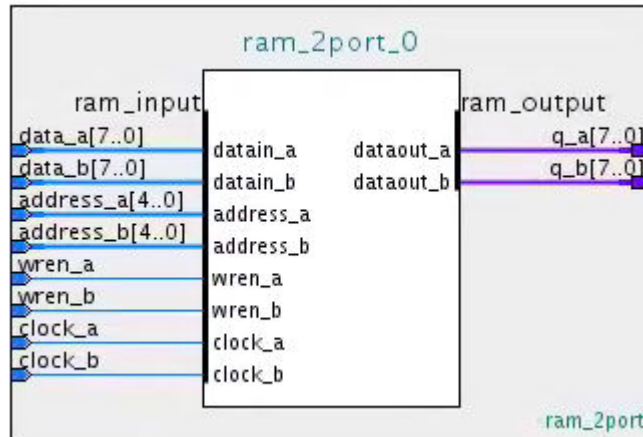 ram_2port_0
ram_input ram_output
data_a[7..0] datain_a dataout_a q_a[7..0]
data_b[7..0] datain_b dataout_b q_b[7..0]
address_a[4..0] address_a
address_b[4..0] address_b
wren_a wren_a
wren_b wren_b
clock_a clock_a
clock_b clock_b
ram_2port